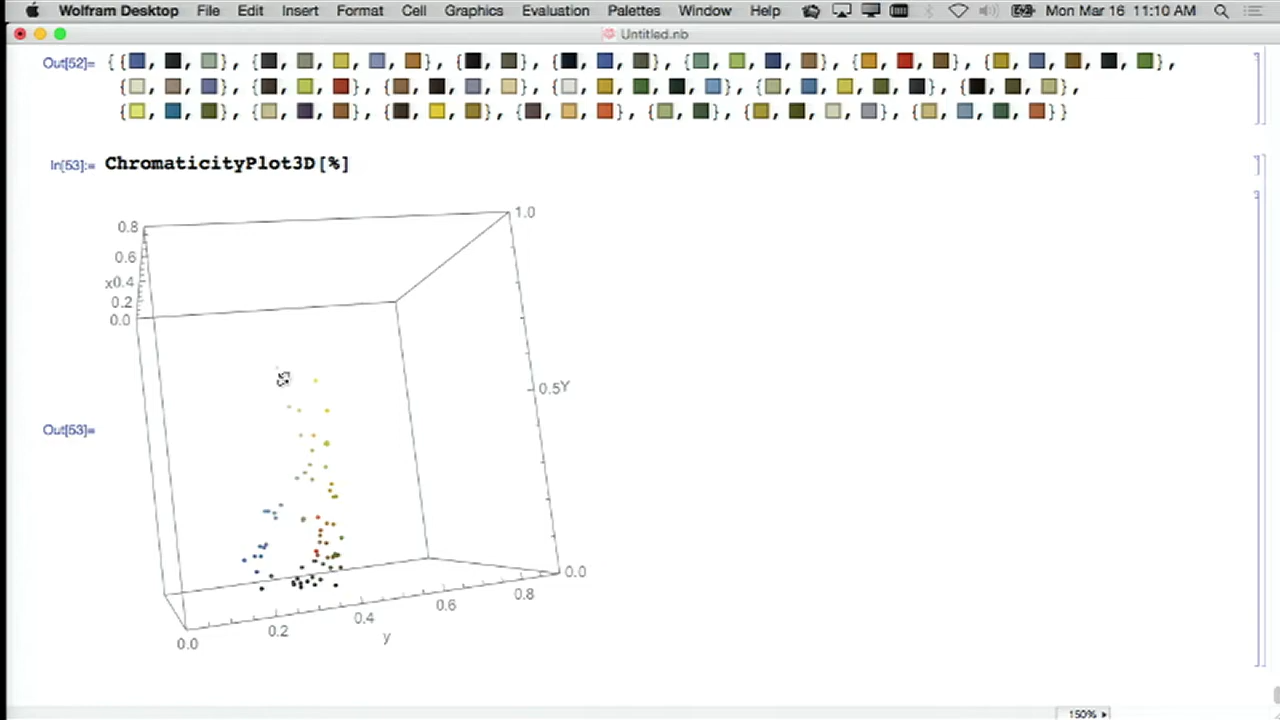 Wolfram Desktop File Edit Insert Format Cell Graphics Evaluation Palettes Window Help Mon Mar 16 11:10 AM
Untitled.nb
Out[52]= {{ , , }, { , , , , }, { , }, { , , }, { , , , }, { , , }, { , , , , },
{ , , }, { , , }, { , , , }, { , , , , }, { , , , , }, { , , },
{ , , }, { , , }, { , , }, { , , }, { , }, { , , , }, { , , , }}
In[53]:= ChromaticityPlot3D[%]
0.8
1.0
0.6
x0.4
0.2
0.0
0.5Y
Out[53]=
0.0
0.8
0.6
0.4
0.2
0.0
y
150%